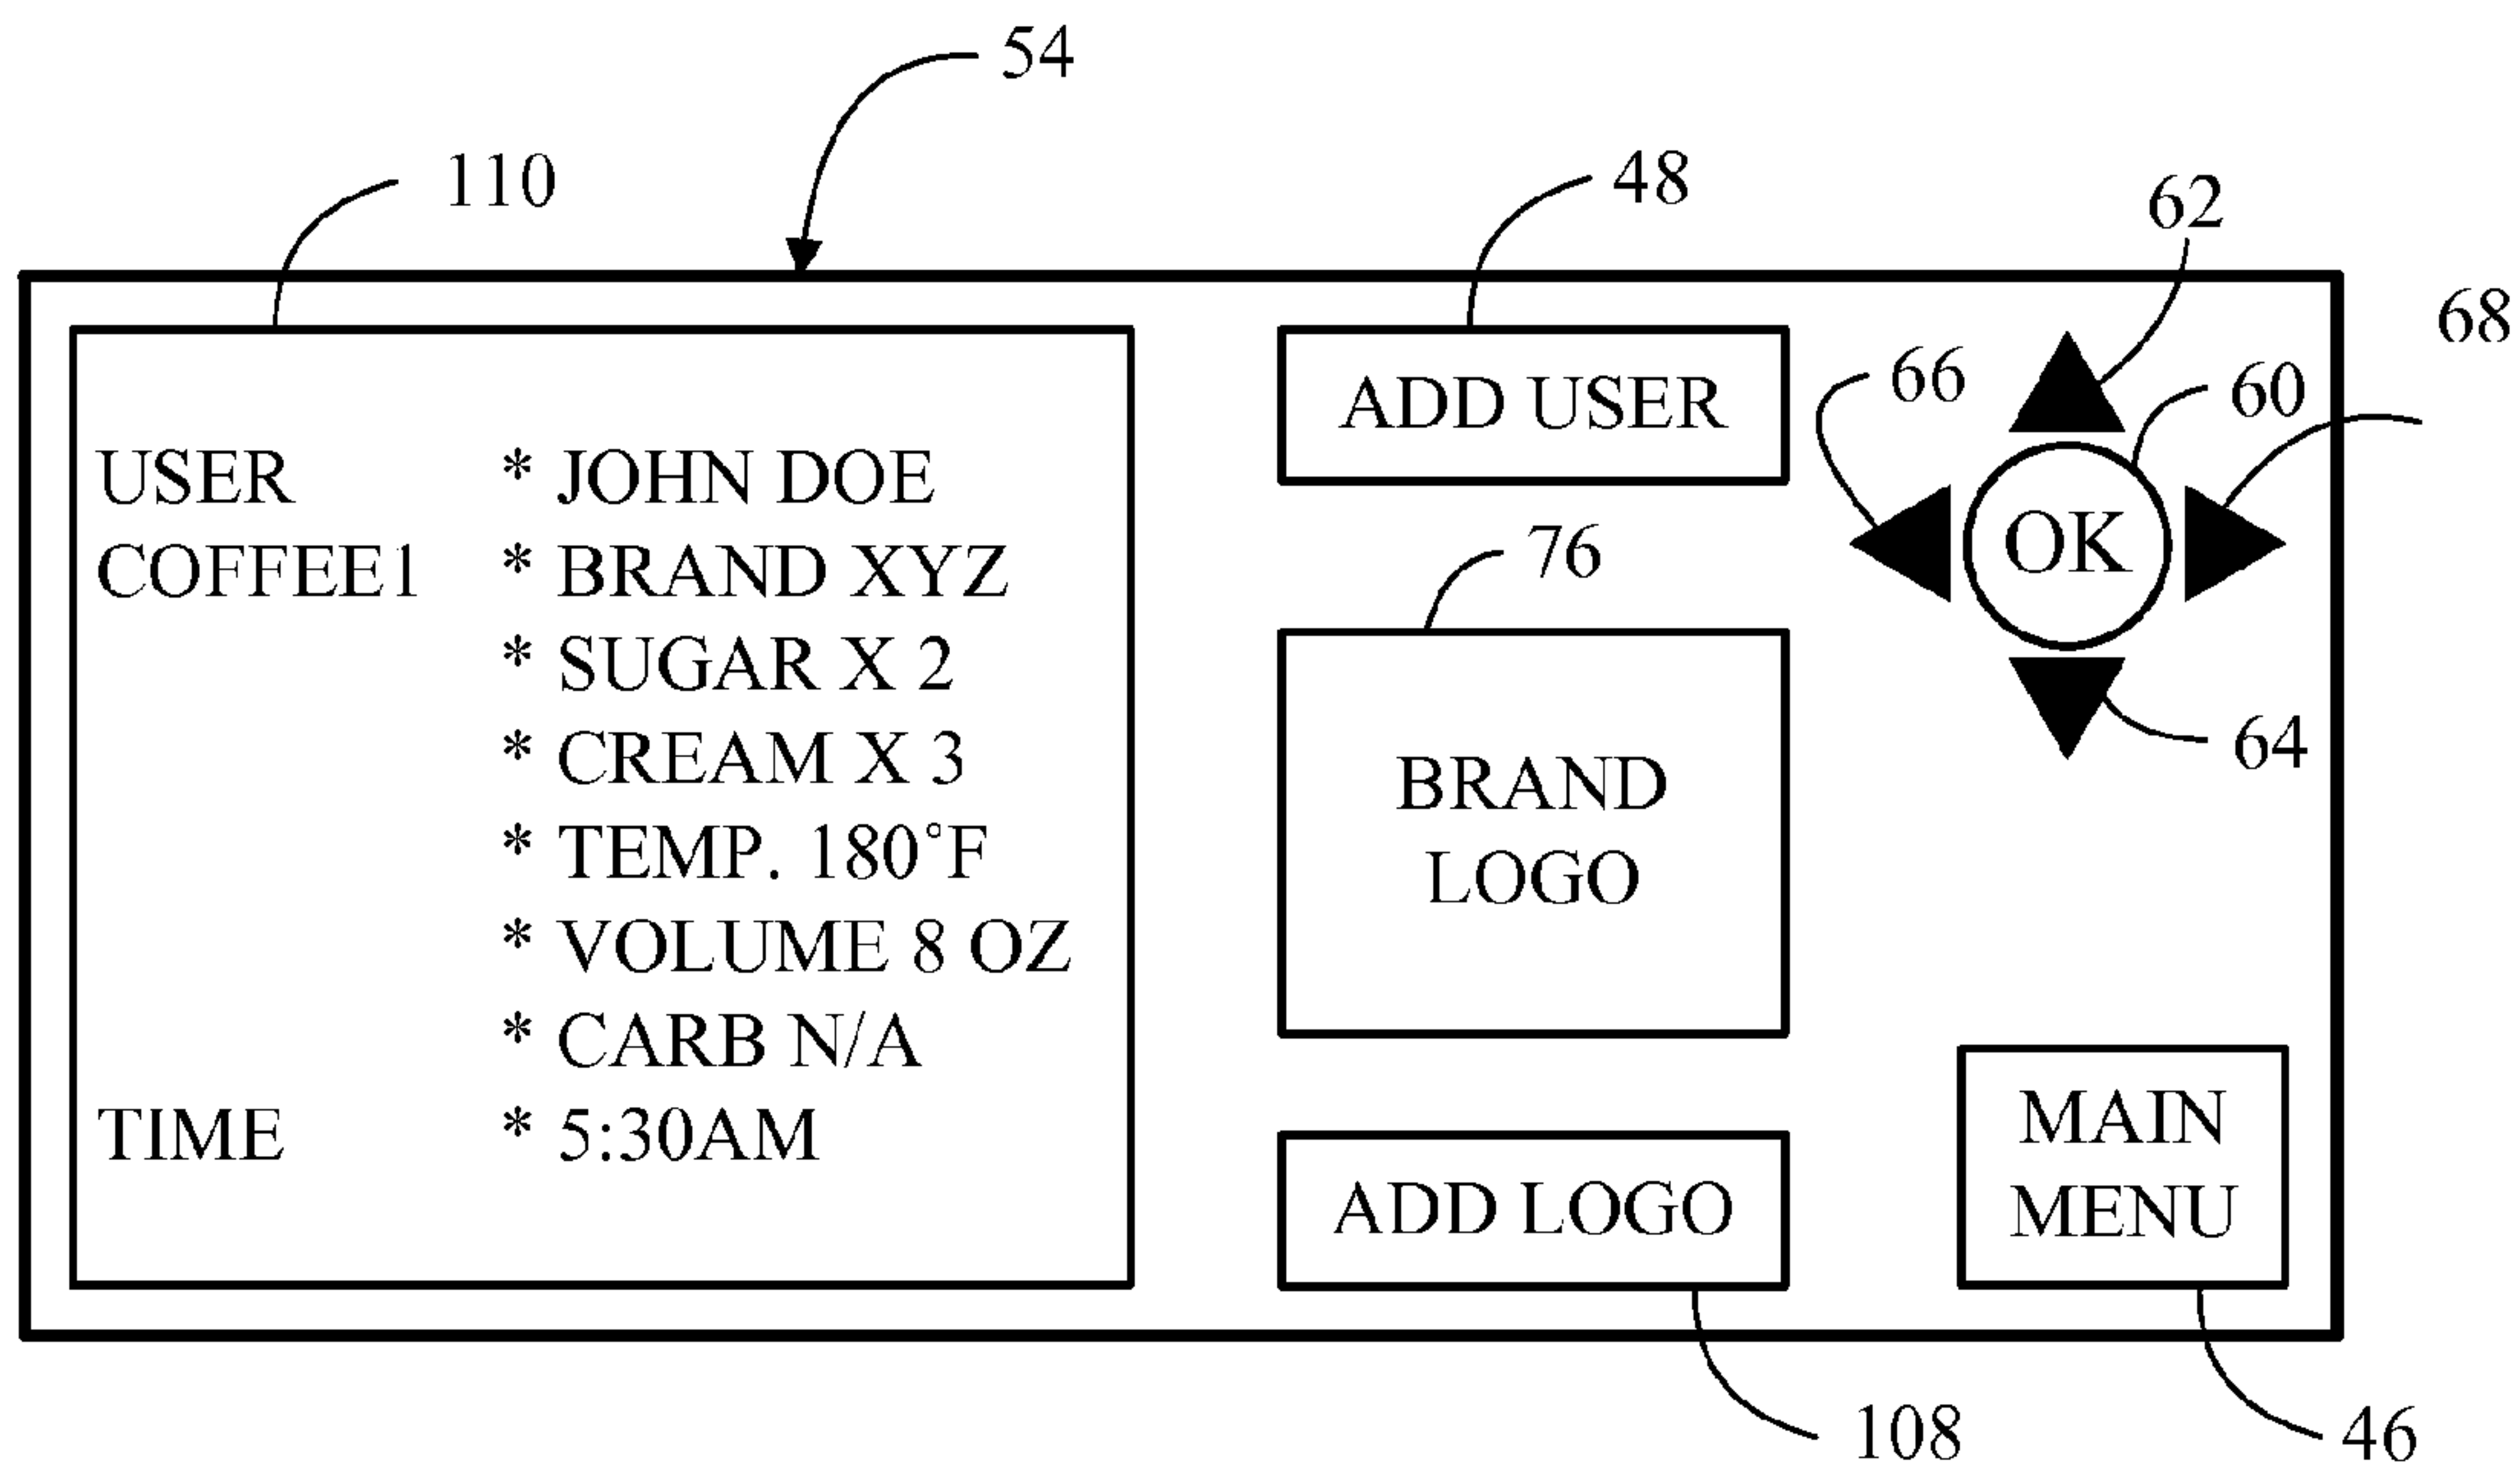 54
110
48
62
68
66
60
ADD USER
USER * JOHN DOE
COFFEE1 * BRAND XYZ
* SUGAR X 2
* CREAM X 3
* TEMP. 180°F
* VOLUME 8 OZ
* CARB N/A
TIME * 5:30AM
76
OK
64
BRAND
LOGO
ADD LOGO
MAIN
MENU
108
46